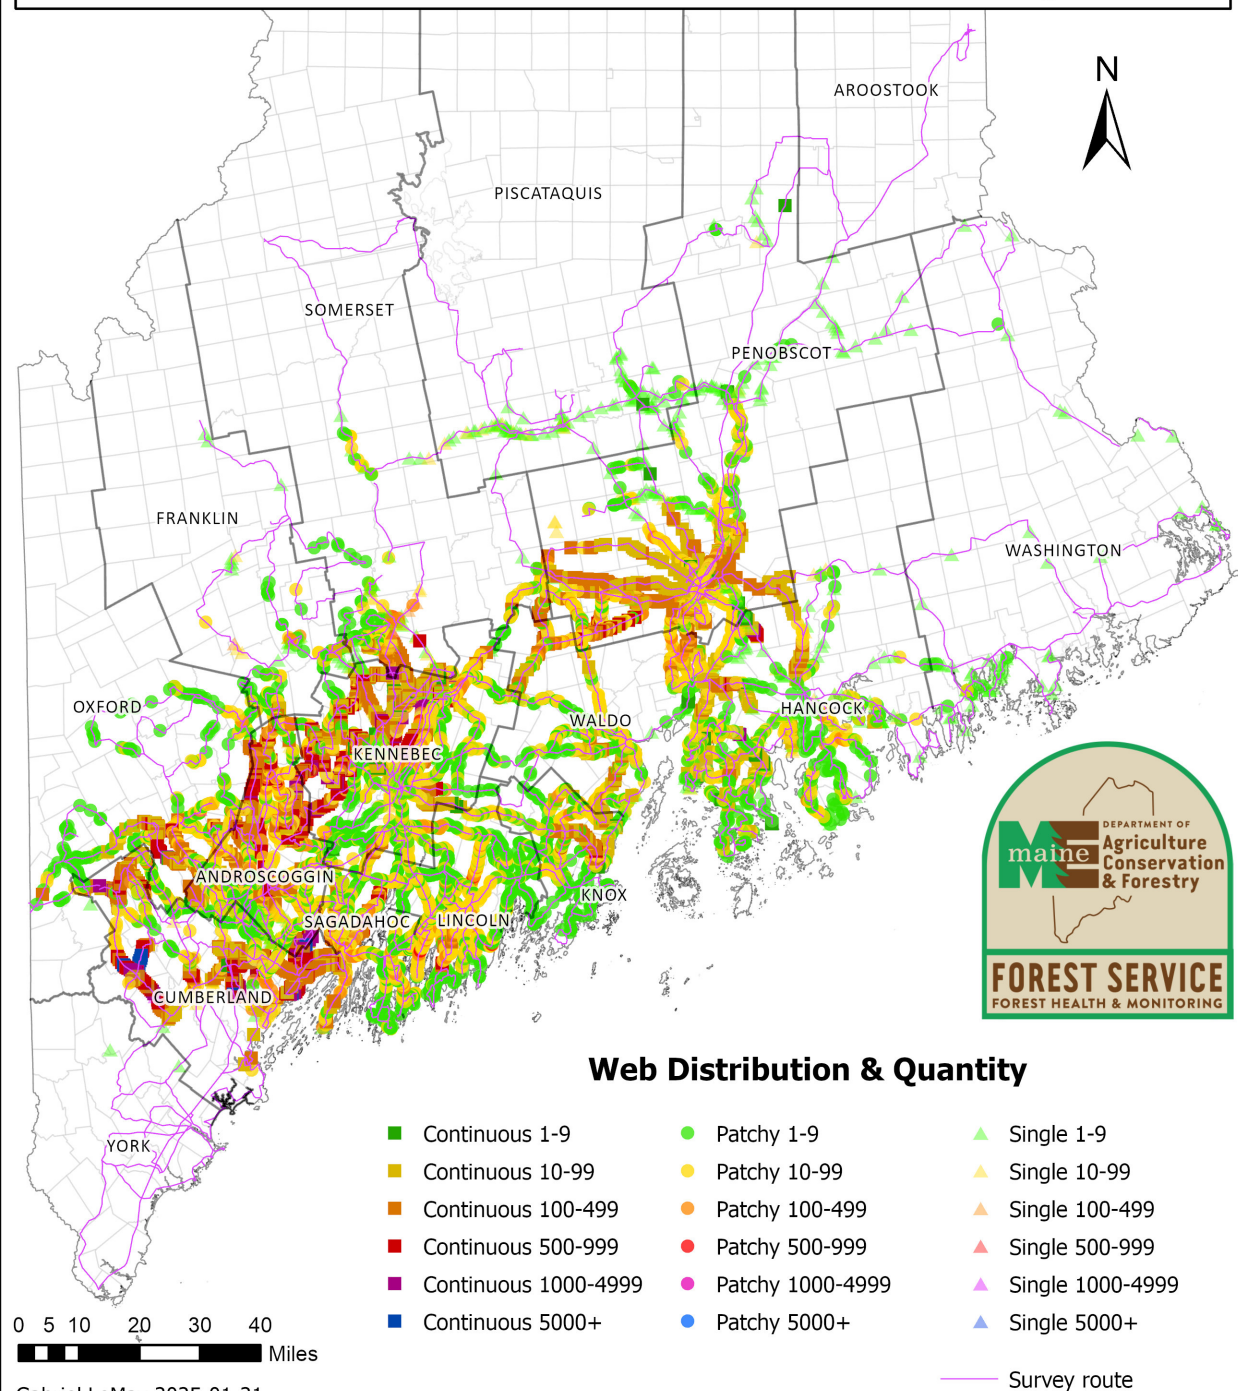 N
AROOSTOOK
PISCATAQUIS
SOMERSET
PENOBSCOT
FRANKLIN
WASHINGTON
OXFORD
WALDO
HANCOCK
KENNEBEC
ANDROSCOGGIN
KNOX
SAGADAHOC
LINCOLN
CUMBERLAND
YORK
maine
DEPARTMENT OF
Agriculture
Conservation
& Forestry
FOREST SERVICE
FOREST HEALTH & MONITORING
Web Distribution & Quantity
Continuous 1-9
Patchy 1-9
Single 1-9
Continuous 10-99
Patchy 10-99
Single 10-99
Continuous 100-499
Patchy 100-499
Single 100-499
Continuous 500-999
Patchy 500-999
Single 500-999
Continuous 1000-4999
Patchy 1000-4999
Single 1000-4999
Continuous 5000+
Patchy 5000+
Single 5000+
Survey route
0 5 10 20 30 40
Miles